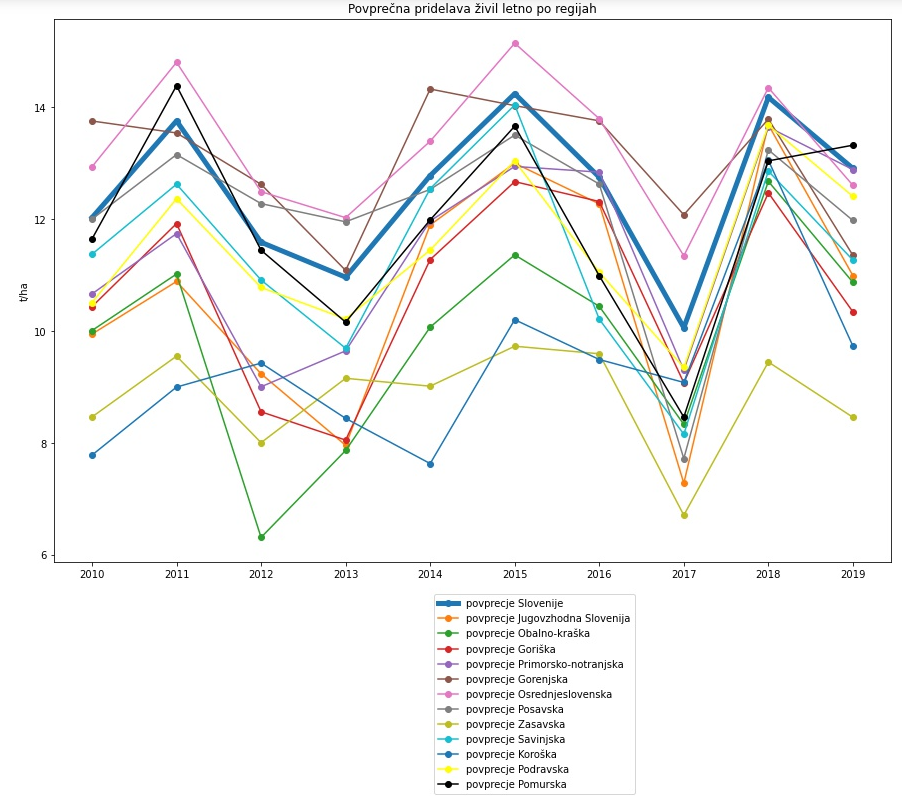 Povprečna pridelava živil letno po regijah
t/ha
14
12
10
8
6
2010 2011 2012 2013 2014 2015 2016 2017 2018 2019
povprecje Slovenije
povprecje Jugovzhodna Slovenija
povprecje Obalno-kraška
povprecje Goriška
povprecje Primorsko-notranjska
povprecje Gorenjska
povprecje Osrednjeslovenska
povprecje Posavska
povprecje Zasavska
povprecje Savinjska
povprecje Koroška
povprecje Podravska
povprecje Pomurska